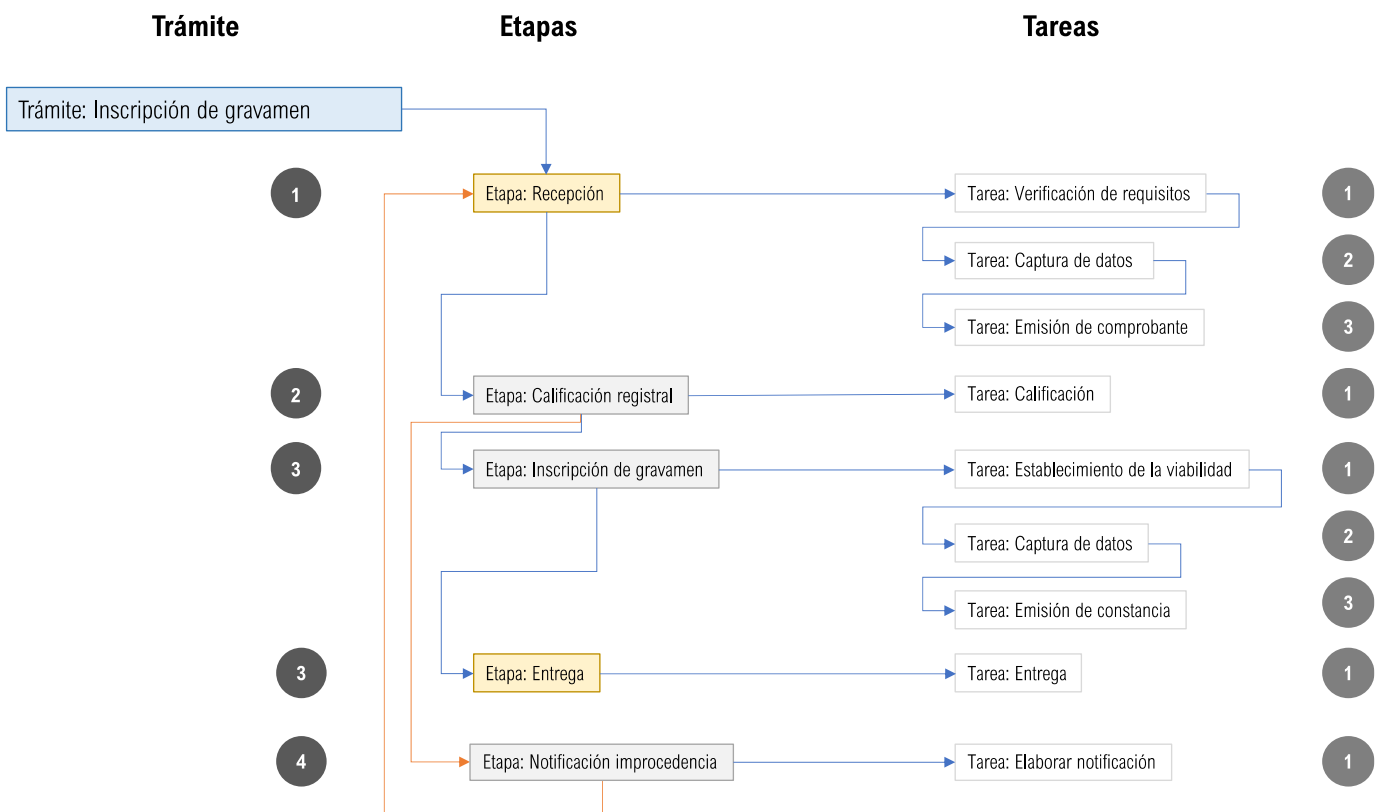 Trámite Etapas Tareas
Trámite: Inscripción de gravamen
1 Etapa: Recepción Tarea: Verificación de requisitos 1
Tarea: Captura de datos 2
Tarea: Emisión de comprobante 3
2 Etapa: Calificación registral Tarea: Calificación 1
3 Etapa: Inscripción de gravamen Tarea: Establecimiento de la viabilidad 1
Tarea: Captura de datos 2
Tarea: Emisión de constancia 3
3 Etapa: Entrega Tarea: Entrega 1
4 Etapa: Notificación improcedencia Tarea: Elaborar notificación 1